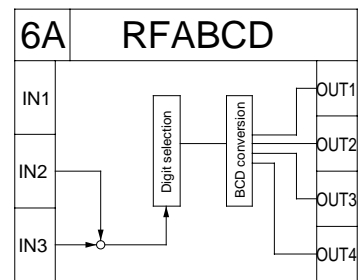 6A RFABCD
IN1
IN2
IN3
Digit selection
BCD conversion
OUT1
OUT2
OUT3
OUT4